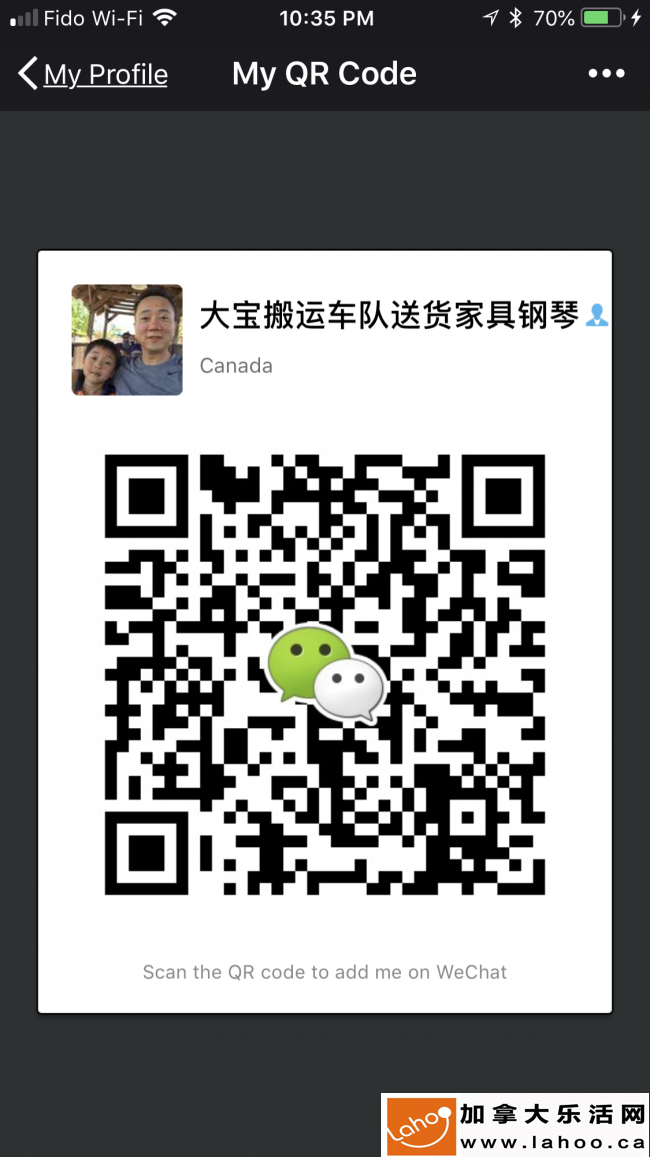 Fido Wi-Fi 10:35 PM 70%
My Profile My QR Code
大宝搬运车队送货家具钢琴
Canada
Scan the QR code to add me on WeChat
Lahoo 加拿大乐活网
www.lahoo.ca